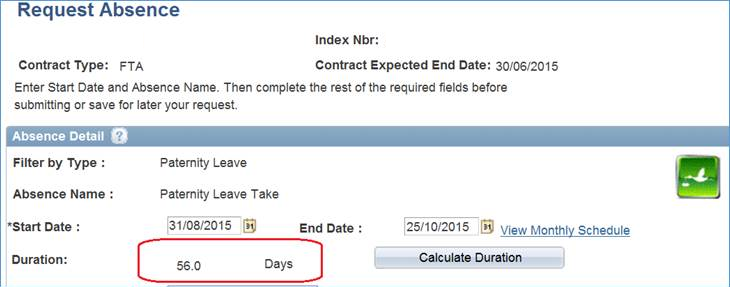 Request Absence
Index Nbr:
Contract Type: FTA Contract Expected End Date: 30/06/2015
Enter Start Date and Absence Name. Then complete the rest of the required fields before
submitting or save for later your request.
Absence Detail ?
Filter by Type : Paternity Leave
Absence Name : Paternity Leave Take
*Start Date : 31/08/2015 31 End Date : 25/10/2015 31 View Monthly Schedule
Duration: 56.0 Days Calculate Duration